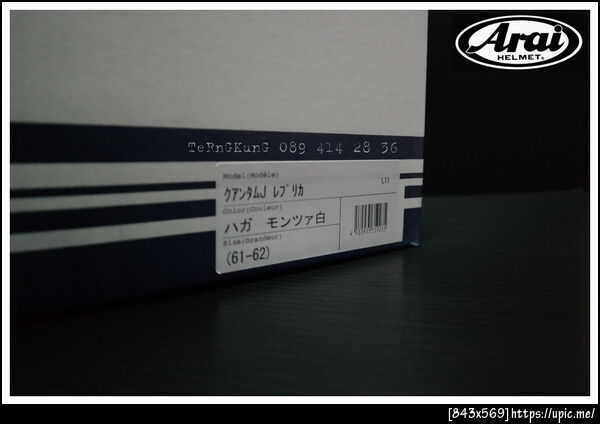 Arai
HELMET
TeRnGKunG 089 414 28 36
Model(Modèle)
L11
ｸｱﾝﾀﾑJ ﾚﾌﾟﾘｶ
Color(Couleur)
ハガ モンツァ白
Size(Grandeur)
(61-62)
[843x569]https://upic.me/